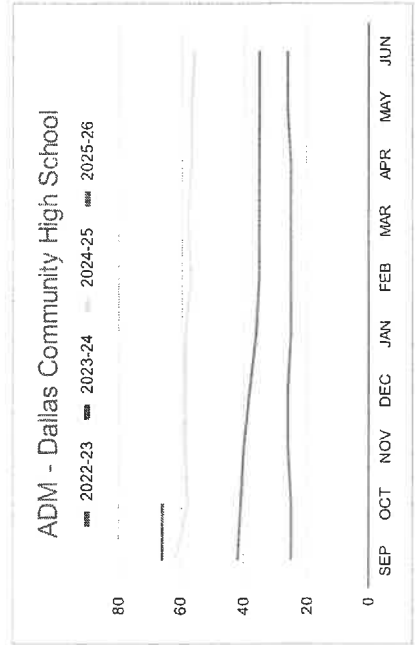 ADM - Dallas Community High School
2022-23 2023-24 2024-25 2025-26
80
60
40
20
0
SEP OCT NOV DEC JAN FEB MAR APR MAY JUN